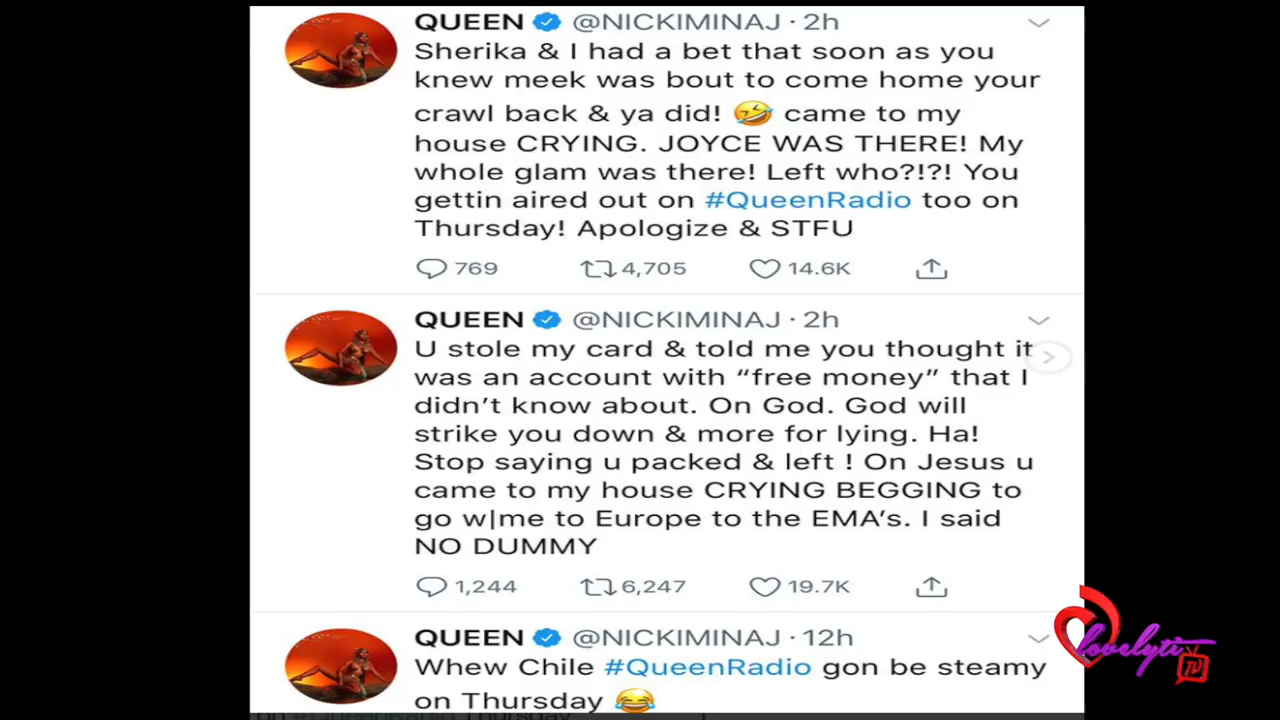 QUEEN @NICKIMINAJ · 2h
Sherika & I had a bet that soon as you
knew meek was bout to come home your
crawl back & ya did! 🤣 came to my
house CRYING. JOYCE WAS THERE! My
whole glam was there! Left who?!?! You
gettin aired out on #QueenRadio too on
Thursday! Apologize & STFU
769 4,705 14.6K
QUEEN @NICKIMINAJ · 2h
U stole my card & told me you thought it
was an account with “free money” that I
didn’t know about. On God. God will
strike you down & more for lying. Ha!
Stop saying u packed & left ! On Jesus u
came to my house CRYING BEGGING to
go w|me to Europe to the EMA’s. I said
NO DUMMY
1,244 6,247 19.7K
QUEEN @NICKIMINAJ · 12h
Whew Chile #QueenRadio gon be steamy
on Thursday 😂
lovelyti
TV